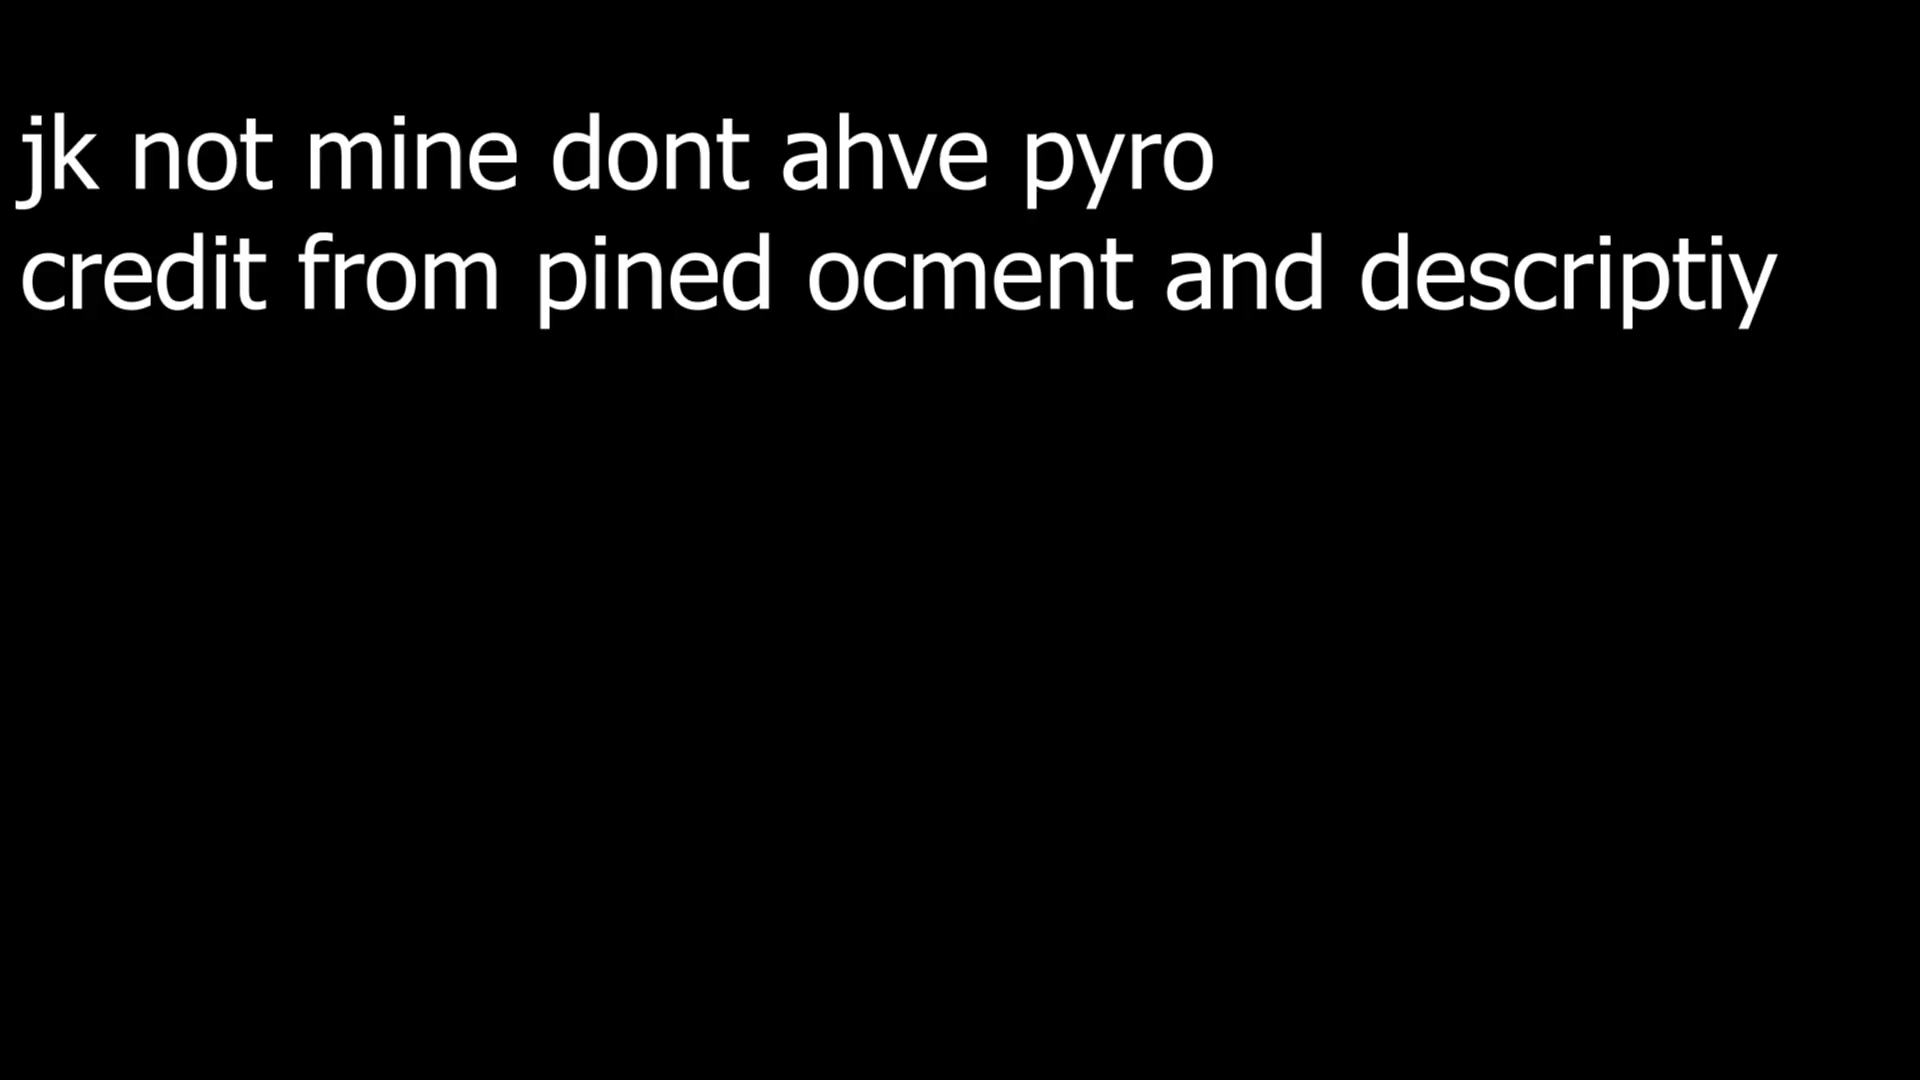 jk not mine dont ahve pyro
credit from pined ocment and descriptiy